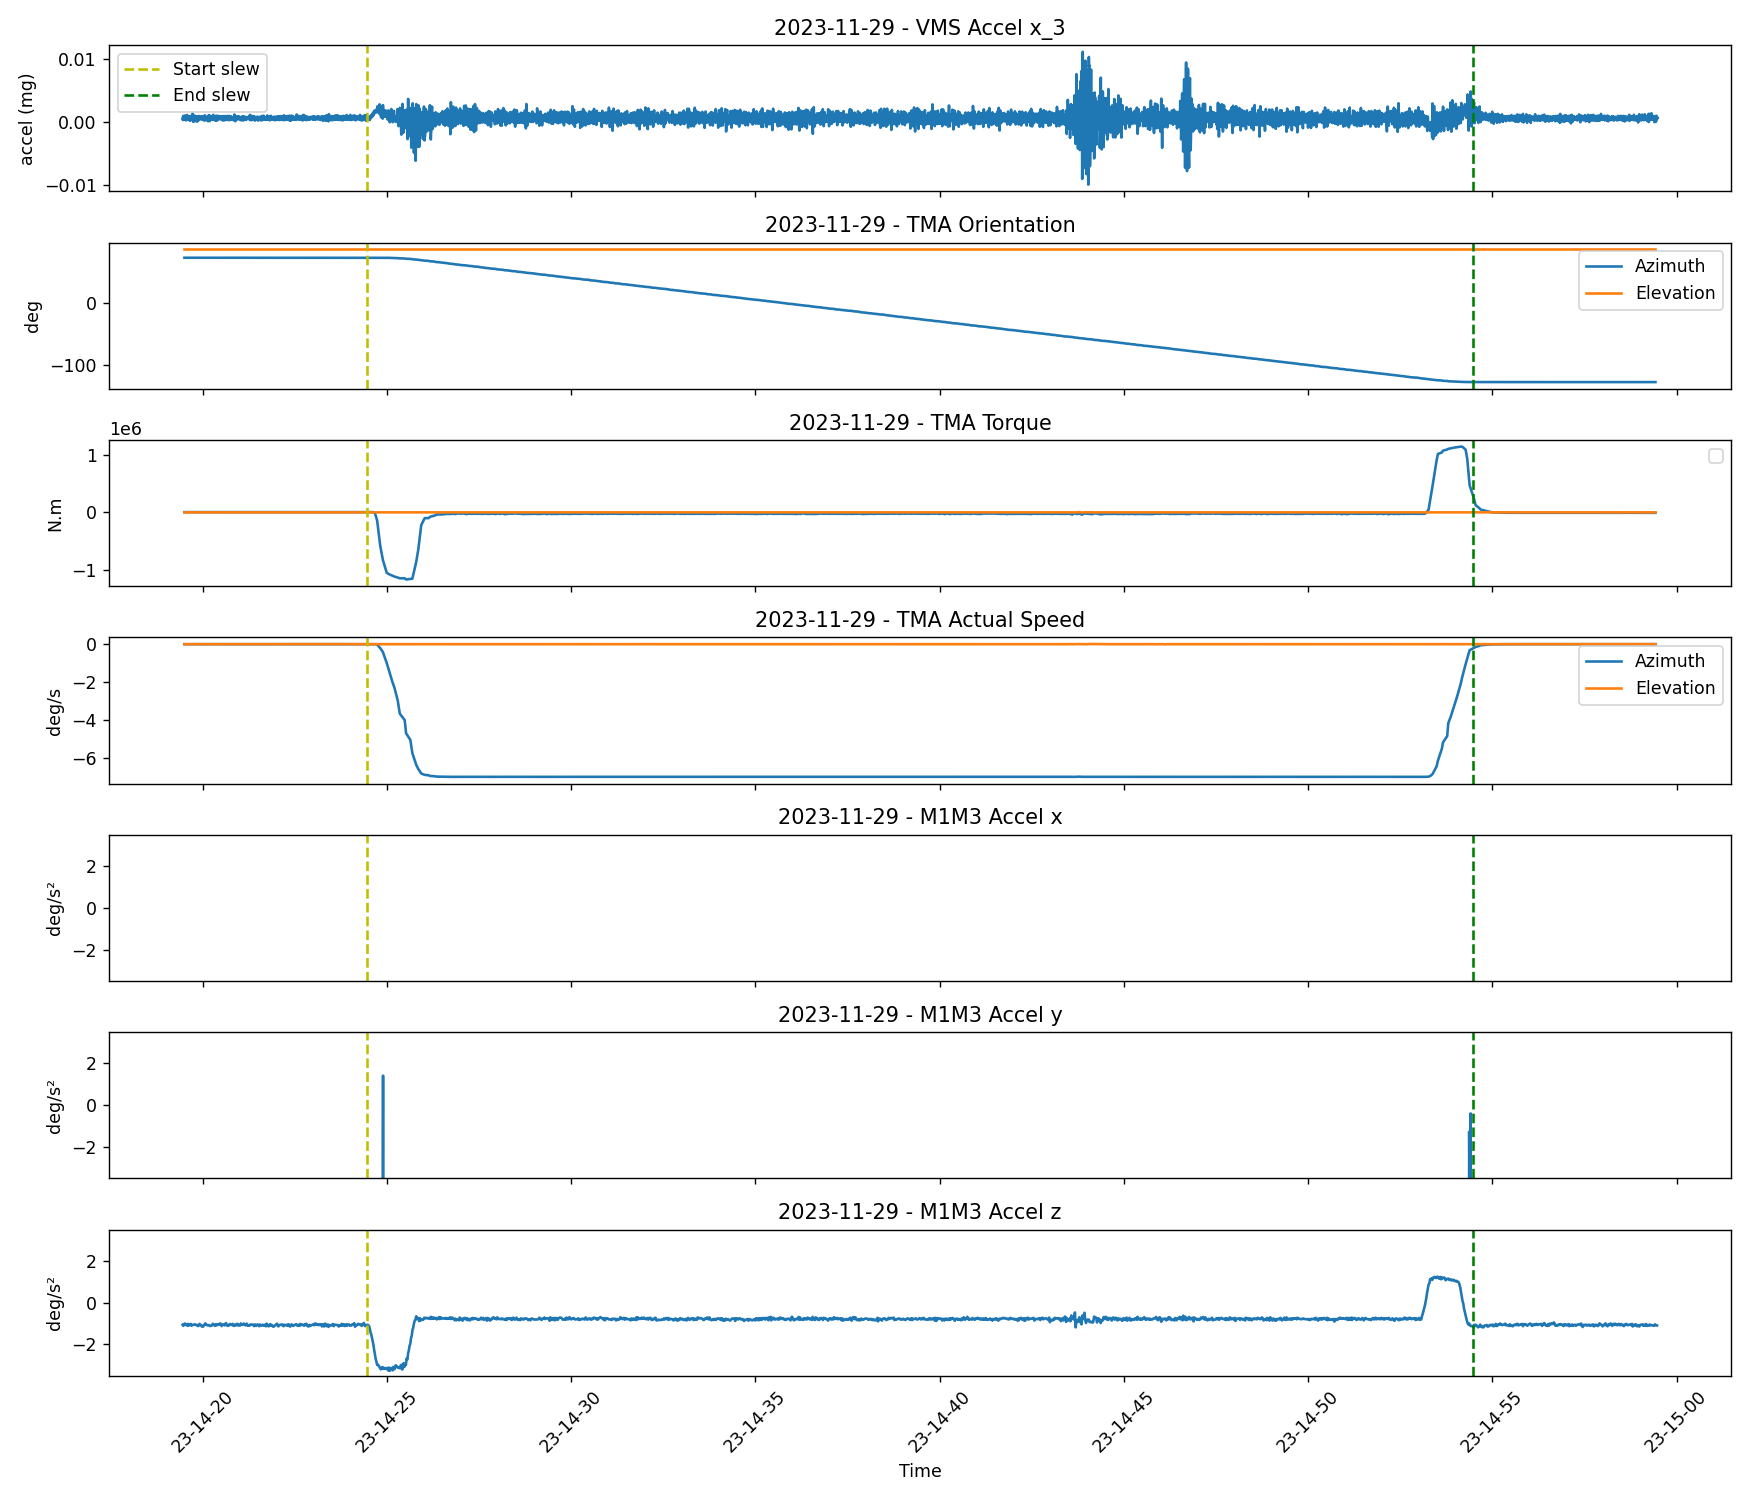 2023-11-29 - VMS Accel x_3
accel (mg)
0.01
0.00
−0.01
Start slew
End slew
2023-11-29 - TMA Orientation
deg
0
−100
Azimuth
Elevation
2023-11-29 - TMA Torque
1e6
N.m
1
0
−1
2023-11-29 - TMA Actual Speed
deg/s
0
−2
−4
−6
Azimuth
Elevation
2023-11-29 - M1M3 Accel x
deg/s²
2
0
−2
2023-11-29 - M1M3 Accel y
deg/s²
2
0
−2
2023-11-29 - M1M3 Accel z
deg/s²
2
0
−2
23-14-20
23-14-25
23-14-30
23-14-35
23-14-40
23-14-45
23-14-50
23-14-55
23-15-00
Time